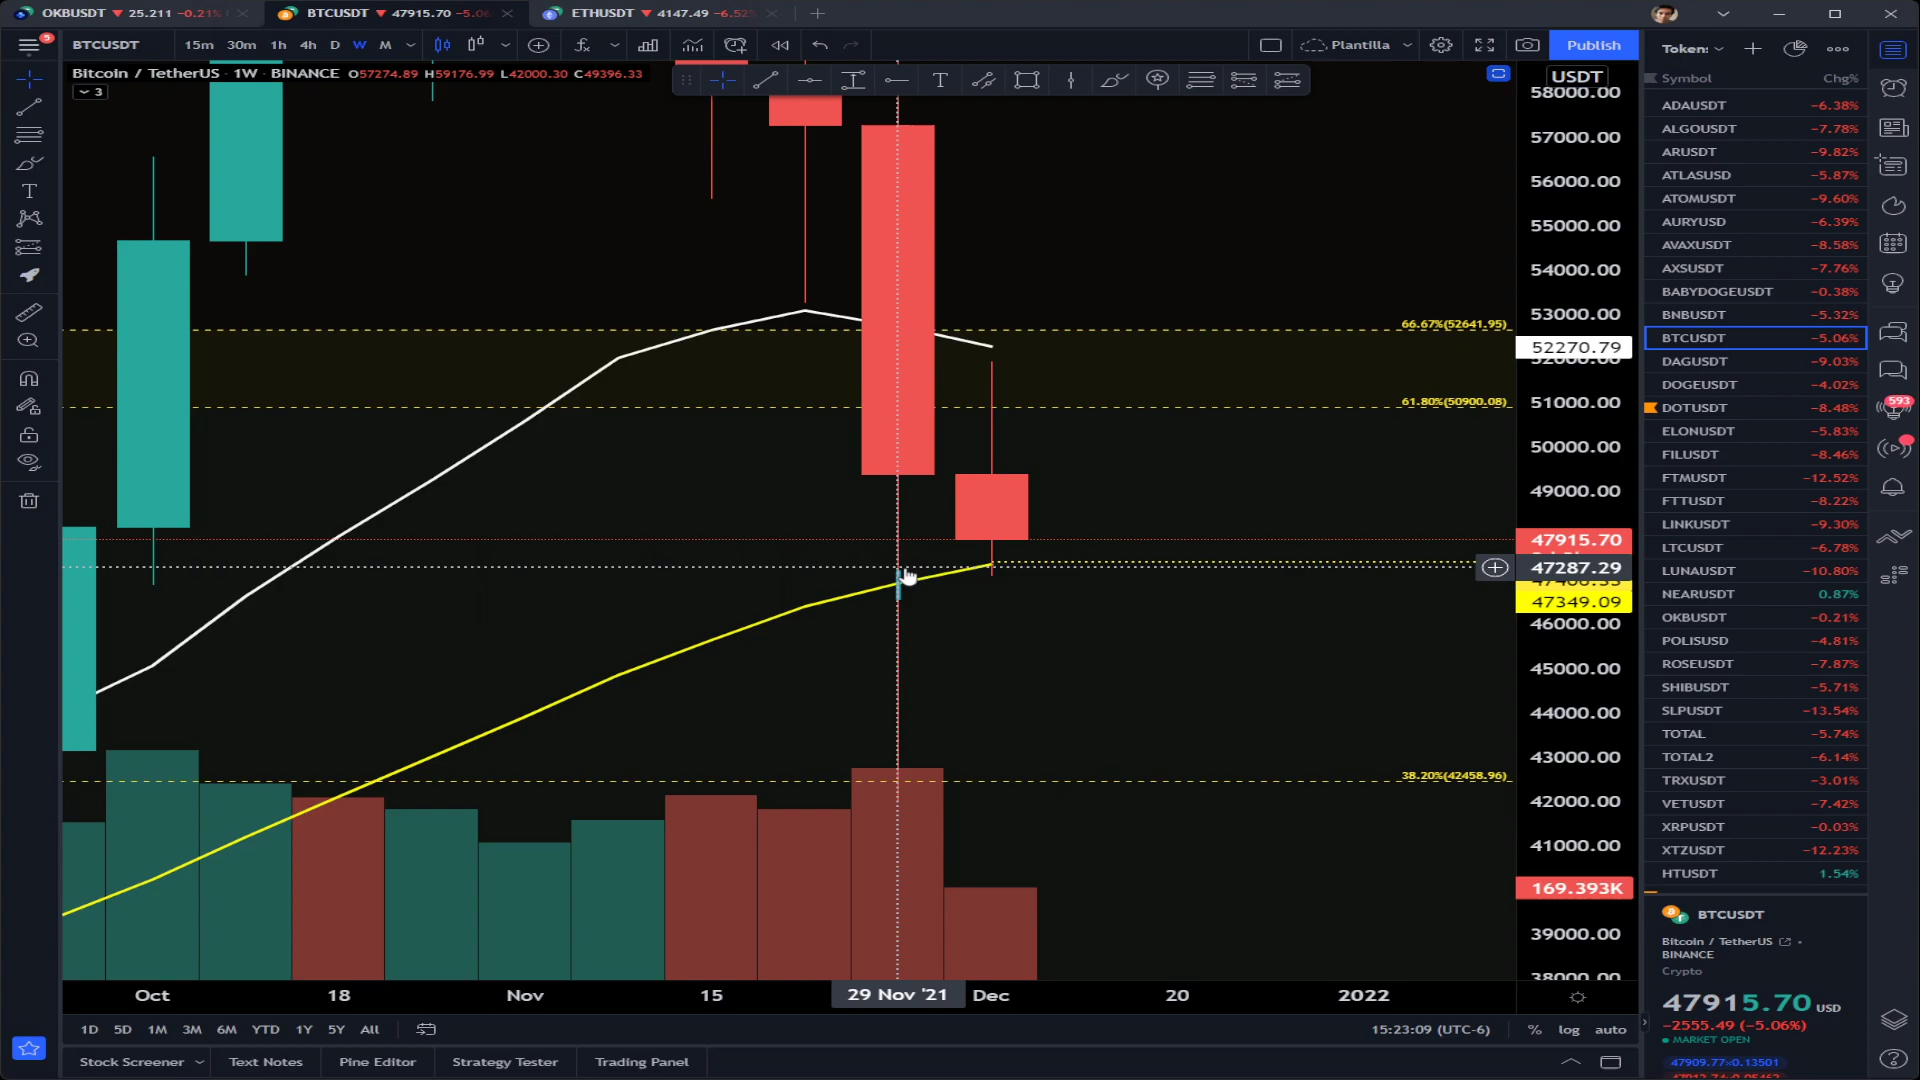 OKBUSDT ▼ 25.211 −0.21%
BTCUSDT ▼ 47915.70 −5.06
ETHUSDT ▼ 4147.49 −6.52%
5
BTCUSDT
15m 30m 1h 4h D W M
Plantilla
Publish
Bitcoin / TetherUS · 1W · BINANCE O57274.89 H59176.99 L42000.30 C49396.33
3
T
T
USDT
58000.00
57000.00
56000.00
55000.00
54000.00
53000.00
66.67%(52641.95)
52270.79
61.80%(50900.08)
51000.00
50000.00
49000.00
47915.70
47287.29
47349.09
46000.00
45000.00
44000.00
43000.00
38.20%(42458.96)
42000.00
41000.00
169.393K
39000.00
38000.00
Oct 18 Nov 15 29 Nov '21 Dec 20 2022
1D 5D 1M 3M 6M YTD 1Y 5Y All
15:23:09 (UTC-6) % log auto
Stock Screener Text Notes Pine Editor Strategy Tester Trading Panel
Token:
Symbol Chg%
ADAUSDT −6.38%
ALGOUSDT −7.78%
ARUSDT −9.82%
ATLASUSD −5.87%
ATOMUSDT −9.60%
AURYUSD −6.39%
AVAXUSDT −8.58%
AXSUSDT −7.76%
BABYDOGEUSDT −0.38%
BNBUSDT −5.32%
BTCUSDT −5.06%
DAGUSDT −9.03%
DOGEUSDT −4.02%
DOTUSDT −8.48%
ELONUSDT −5.83%
FILUSDT −8.46%
FTMUSDT −12.52%
FTTUSDT −8.22%
LINKUSDT −9.30%
LTCUSDT −6.78%
LUNAUSDT −10.80%
NEARUSDT 0.87%
OKBUSDT −0.21%
POLISUSD −4.81%
ROSEUSDT −7.87%
SHIBUSDT −5.71%
SLPUSDT −13.54%
TOTAL −5.74%
TOTAL2 −6.14%
TRXUSDT −3.01%
VETUSDT −7.42%
XRPUSDT −0.03%
XTZUSDT −12.23%
HTUSDT 1.54%
593
BTCUSDT
Bitcoin / TetherUS
BINANCE
Crypto
47915.70 USD
−2555.49 (−5.06%)
MARKET OPEN
47909.77×0.13501